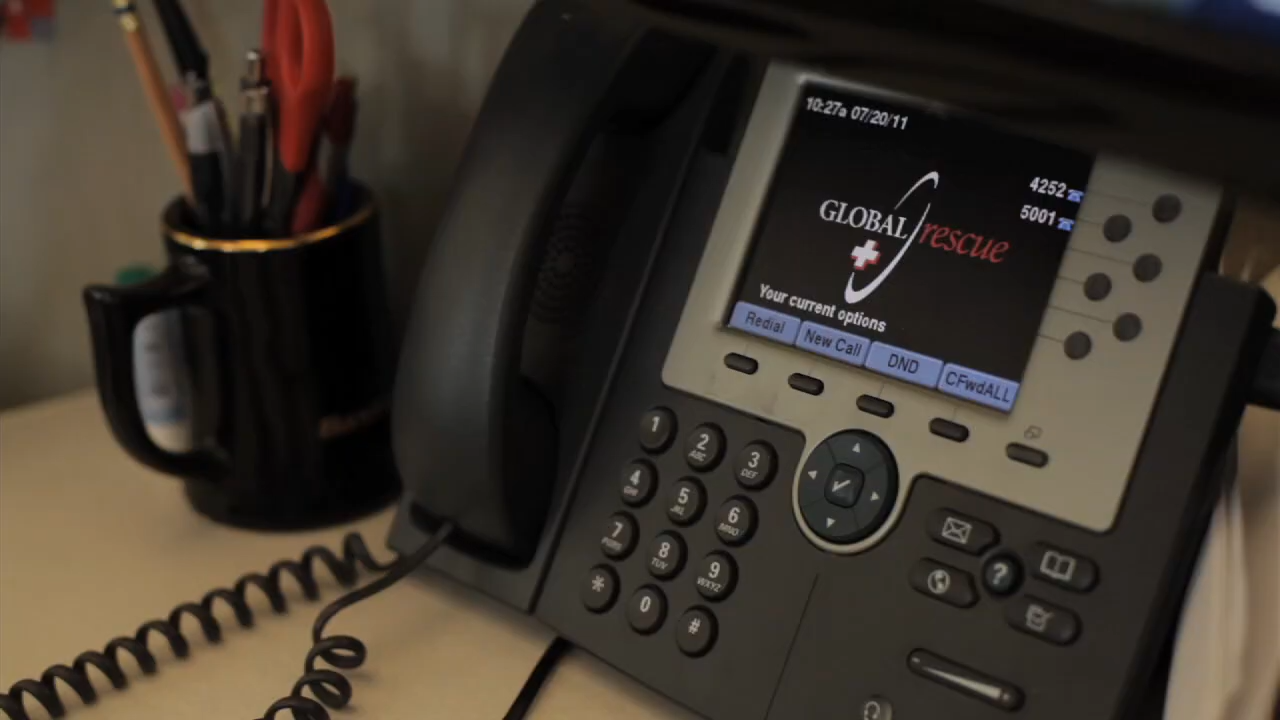 10:27a 07/20/11
4252
5001
GLOBAL rescue
Your current options
Redial New Call DND CFwdALL
1
2 ABC
3 DEF
4 GHI
5 JKL
6 MNO
7 PQRS
8 TUV
9 WXYZ
*
0
#
?